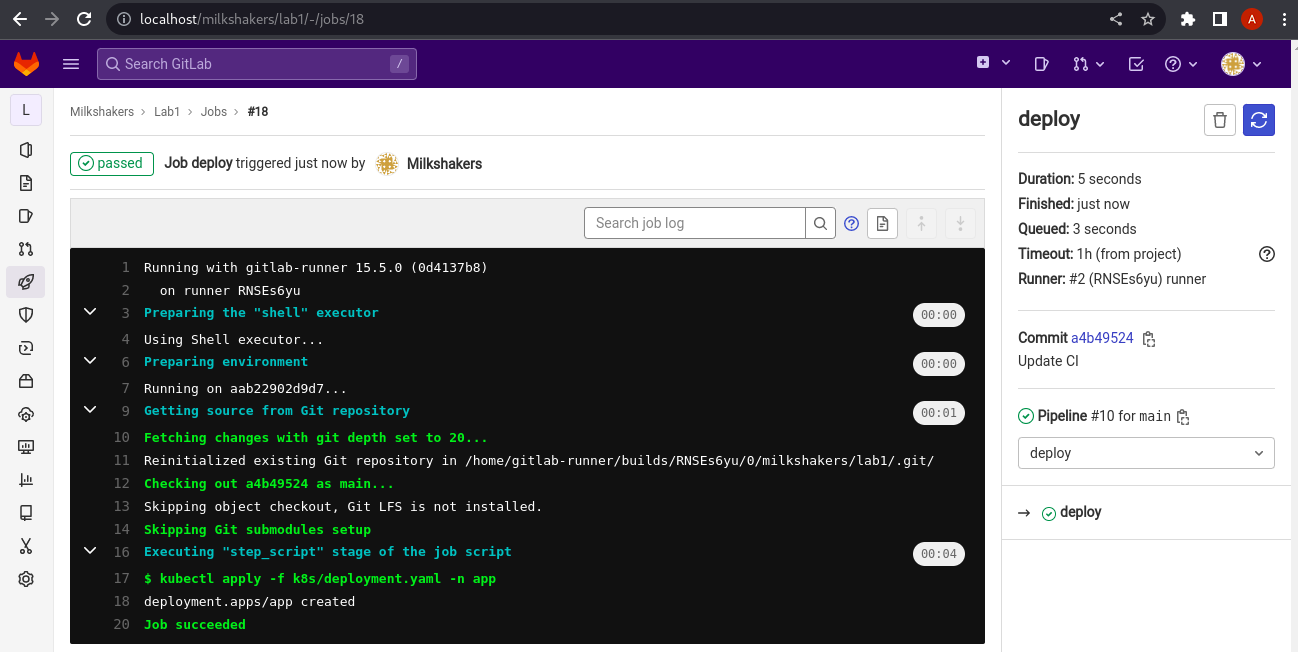 localhost/milkshakers/lab1/-/jobs/18
A
Search GitLab
/
L
Milkshakers > Lab1 > Jobs > #18
passed Job deploy triggered just now by Milkshakers
Search job log
1 Running with gitlab-runner 15.5.0 (0d4137b8)
2 on runner RNSEs6yu
3 Preparing the "shell" executor 00:00
4 Using Shell executor...
6 Preparing environment 00:00
7 Running on aab22902d9d7...
9 Getting source from Git repository 00:01
10 Fetching changes with git depth set to 20...
11 Reinitialized existing Git repository in /home/gitlab-runner/builds/RNSEs6yu/0/milkshakers/lab1/.git/
12 Checking out a4b49524 as main...
13 Skipping object checkout, Git LFS is not installed.
14 Skipping Git submodules setup
16 Executing "step_script" stage of the job script 00:04
17 $ kubectl apply -f k8s/deployment.yaml -n app
18 deployment.apps/app created
20 Job succeeded
deploy
Duration: 5 seconds
Finished: just now
Queued: 3 seconds
Timeout: 1h (from project)
Runner: #2 (RNSEs6yu) runner
Commit a4b49524
Update CI
Pipeline #10 for main
deploy
→ deploy